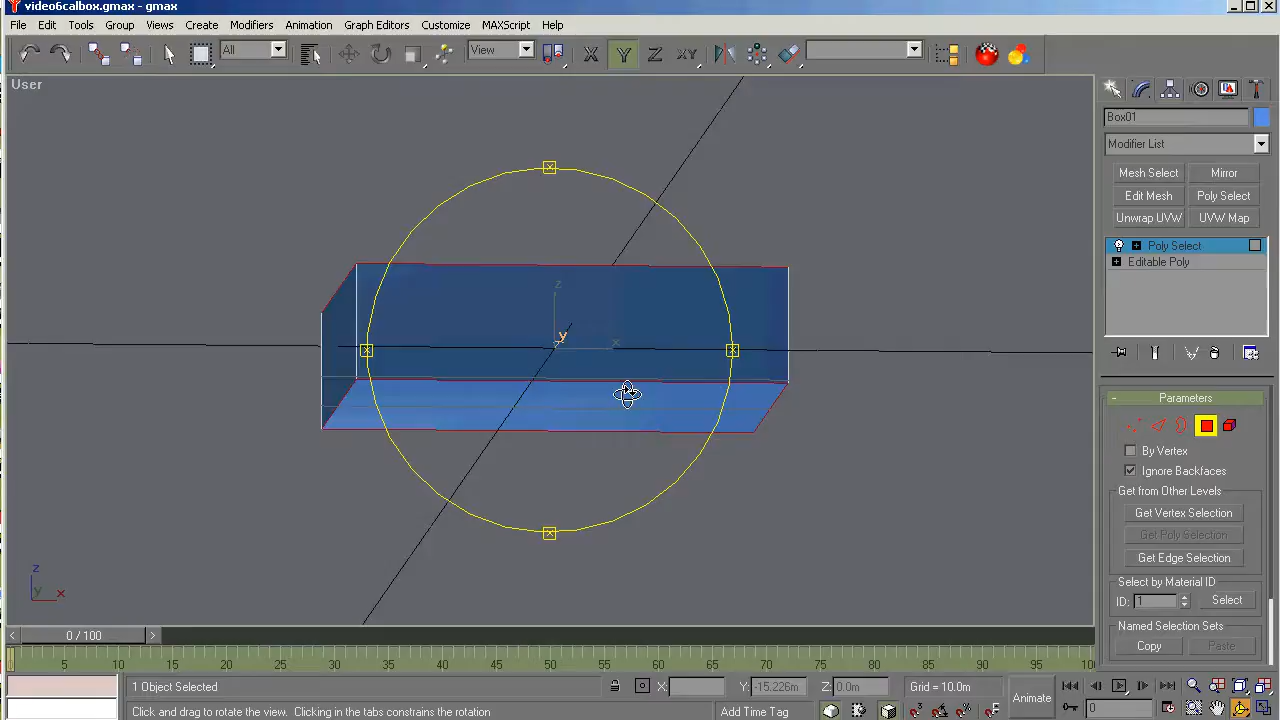 video6calbox.gmax - gmax
File Edit Tools Group Views Create Modifiers Animation Graph Editors Customize MAXScript Help
All View X Y Z XY
User
Box01
Modifier List
Mesh Select Mirror
Edit Mesh Poly Select
Unwrap UVW UVW Map
Poly Select
Editable Poly
z
y
x
Parameters
By Vertex
Ignore Backfaces
Get from Other Levels
Get Vertex Selection
Get Poly Selection
Get Edge Selection
Select by Material ID
ID: 1 Select
Named Selection Sets
Copy Paste
z
y x
< 0 / 100 >
5 10 15 20 25 30 35 40 45 50 55 60 65 70 75 80 85 90 95 10
1 Object Selected X: Y: -15.226m Z: 0.0m Grid = 10.0m
Animate
0
Click and drag to rotate the view. Clicking in the tabs constrains the rotation Add Time Tag